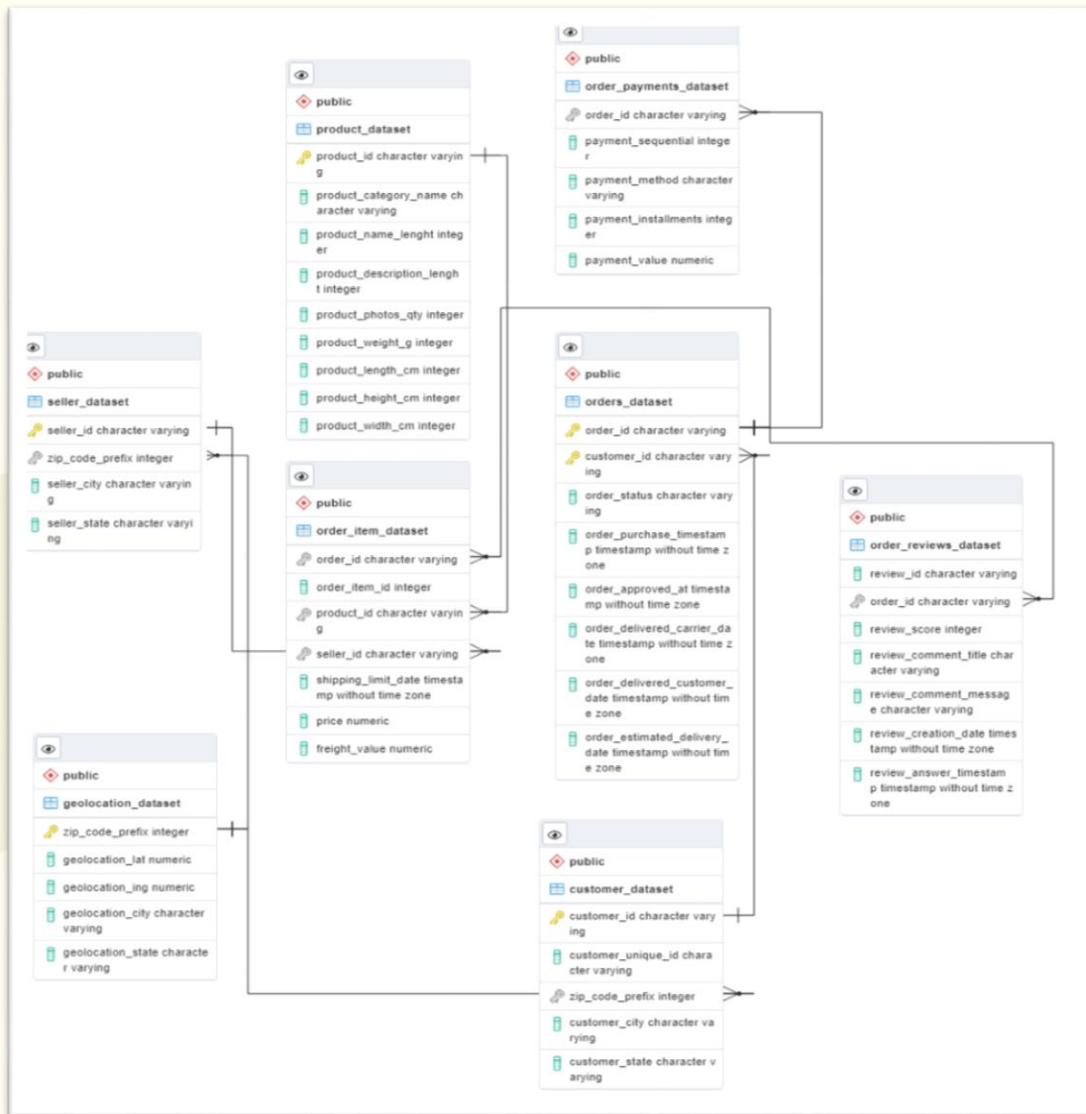 public
order_payments_dataset
order_id character varying
payment_sequential intege
r
payment_method character
varying
payment_installments integ
er
payment_value numeric
public
product_dataset
product_id character varyin
g
product_category_name ch
aracter varying
product_name_lenght integ
er
product_description_lengh
t integer
product_photos_qty integer
product_weight_g integer
product_length_cm integer
product_height_cm integer
product_width_cm integer
public
seller_dataset
seller_id character varying
zip_code_prefix integer
seller_city character varyin
g
seller_state character varyi
ng
public
orders_dataset
order_id character varying
customer_id character vary
ing
order_status character vary
ing
order_purchase_timestam
p timestamp without time z
one
order_approved_at timesta
mp without time zone
order_delivered_carrier_da
te timestamp without time z
one
order_delivered_customer_
date timestamp without tim
e zone
order_estimated_delivery_
date timestamp without tim
e zone
public
order_item_dataset
order_id character varying
order_item_id integer
product_id character varyin
g
seller_id character varying
shipping_limit_date timesta
mp without time zone
price numeric
freight_value numeric
public
order_reviews_dataset
review_id character varying
order_id character varying
review_score integer
review_comment_title char
acter varying
review_comment_messag
e character varying
review_creation_date times
tamp without time zone
review_answer_timestam
p timestamp without time z
one
public
geolocation_dataset
zip_code_prefix integer
geolocation_lat numeric
geolocation_ing numeric
geolocation_city character
varying
geolocation_state characte
r varying
public
customer_dataset
customer_id character vary
ing
customer_unique_id chara
cter varying
zip_code_prefix integer
customer_city character va
rying
customer_state character v
arying